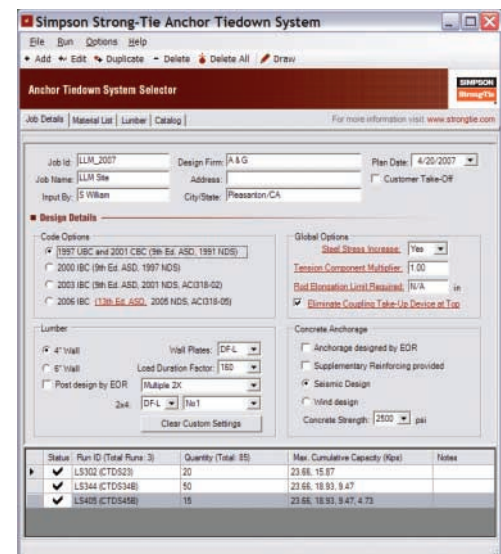 Simpson Strong-Tie Anchor Tiedown System
File Run Options Help
Add Edit Duplicate - Delete Delete All Draw
Anchor Tiedown System Selector
SIMPSON
Strong-Tie
Job Details Material List Lumber Catalog For more information visit www.strongtie.com
Job Id: LLM_2007 Design Firm: A & G Plan Date: 4/20/2007
Job Name: LLM Site Address: Customer Take-Off
Input By: S William City/State: Pleasanton/CA
Design Details
Code Options
1997 UBC and 2001 CBC (9th Ed. ASD, 1991 NDS)
2000 IBC (9th Ed. ASD, 1997 NDS)
2003 IBC (9th Ed. ASD, 2001 NDS, ACI318-02)
2006 IBC (13th Ed. ASD, 2005 NDS, ACI318-05)
Global Options
Steel Stress Increase: Yes
Tension Component Multiplier: 1.00
Rod Elongation Limit Required: N/A in
Eliminate Coupling Take-Up Device at Top
Lumber
4" Wall Wall Plates: DF-L
6" Wall Load Duration Factor: 160
Post design by EOR Multiple 2X
2x4: DF-L No1
Clear Custom Settings
Concrete Anchorage
Anchorage designed by EOR
Supplementary Reinforcing provided
Seismic Design
Wind design
Concrete Strength: 2500 psi
Status Run ID (Total Runs: 3) Quantity (Total: 85) Max. Cumulative Capacity (Kips) Notes
LS302 (CTDS23) 20 23.66, 15.87
LS344 (CTDS34B) 50 23.66, 18.93, 9.47
LS405 (CTDS45B) 15 23.66, 18.93, 9.47, 4.73